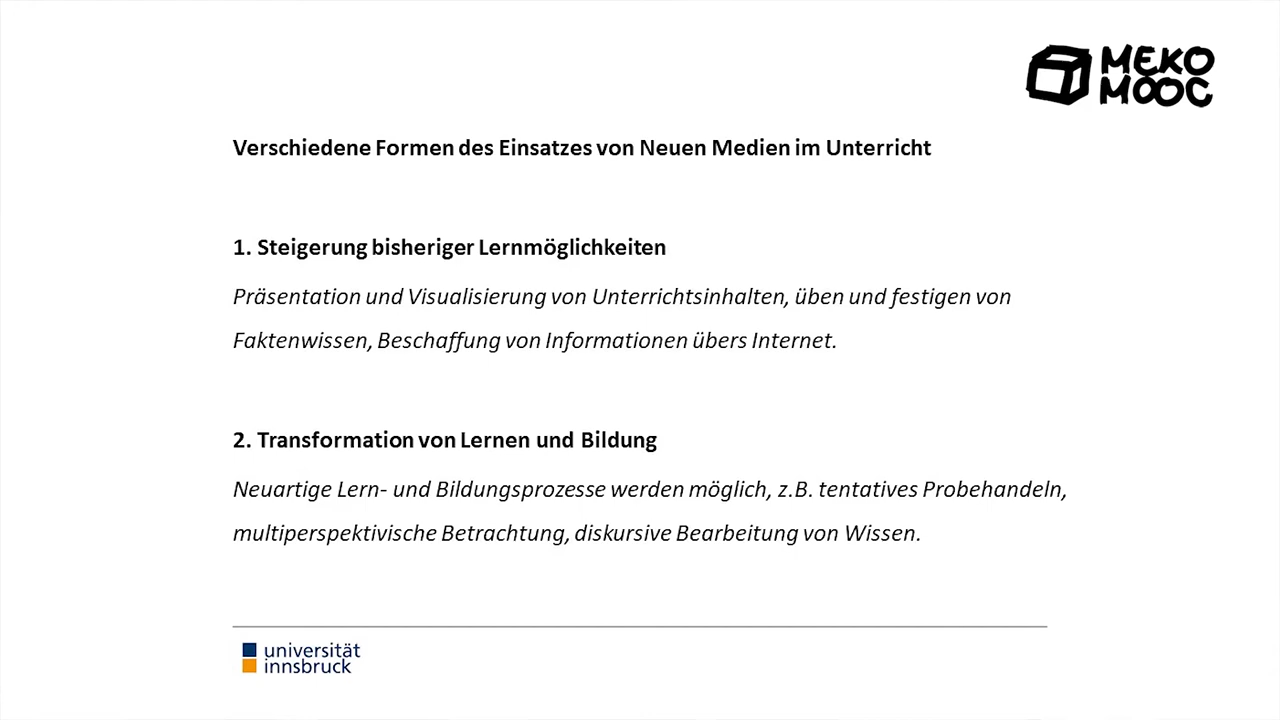 MEKO
MOOC
Verschiedene Formen des Einsatzes von Neuen Medien im Unterricht
1. Steigerung bisheriger Lernmöglichkeiten
Präsentation und Visualisierung von Unterrichtsinhalten, üben und festigen von
Faktenwissen, Beschaffung von Informationen übers Internet.
2. Transformation von Lernen und Bildung
Neuartige Lern- und Bildungsprozesse werden möglich, z.B. tentatives Probehandeln,
multiperspektivische Betrachtung, diskursive Bearbeitung von Wissen.
universität
innsbruck